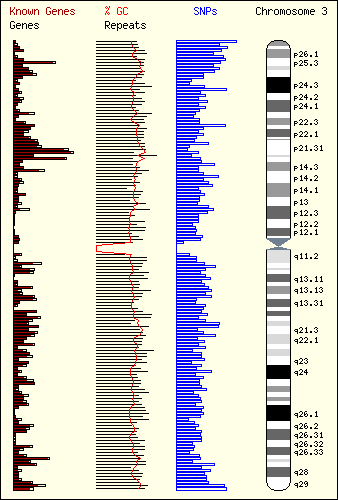 Known Genes % GC SNPs Chromosome 3
Genes Repeats
p26.1
p25.3
p24.3
p24.2
p24.1
p22.3
p22.1
p21.31
p14.3
p14.2
p14.1
p13
p12.3
p12.2
p12.1
q11.2
q13.11
q13.13
q13.31
q21.3
q22.1
q23
q24
q26.1
q26.2
q26.31
q26.32
q26.33
q28
q29